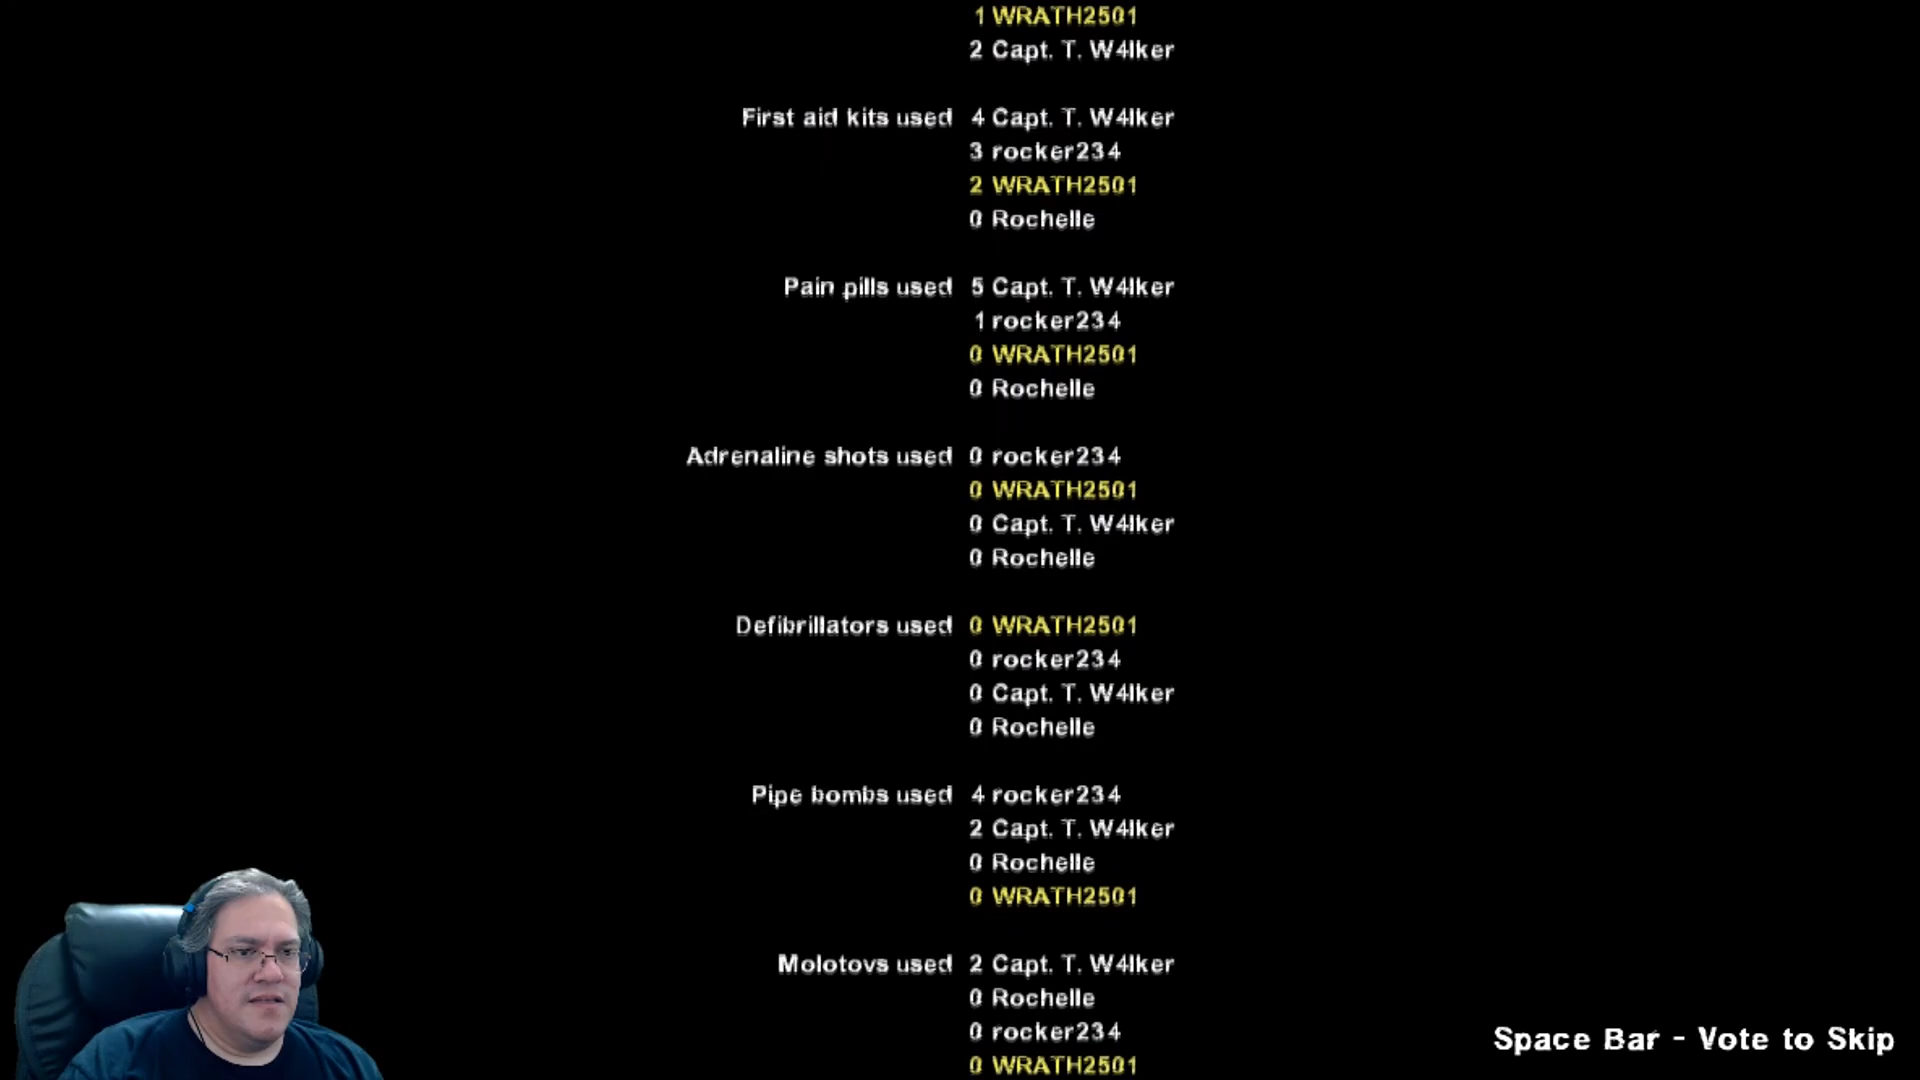 1 WRATH2501
2 Capt. T. W4lker
First aid kits used 4 Capt. T. W4lker
3 rocker234
2 WRATH2501
0 Rochelle
Pain pills used 5 Capt. T. W4lker
1 rocker234
0 WRATH2501
0 Rochelle
Adrenaline shots used 0 rocker234
0 WRATH2501
0 Capt. T. W4lker
0 Rochelle
Defibrillators used 0 WRATH2501
0 rocker234
0 Capt. T. W4lker
0 Rochelle
Pipe bombs used 4 rocker234
2 Capt. T. W4lker
0 Rochelle
0 WRATH2501
Molotovs used 2 Capt. T. W4lker
0 Rochelle
0 rocker234
0 WRATH2501
Space Bar - Vote to Skip